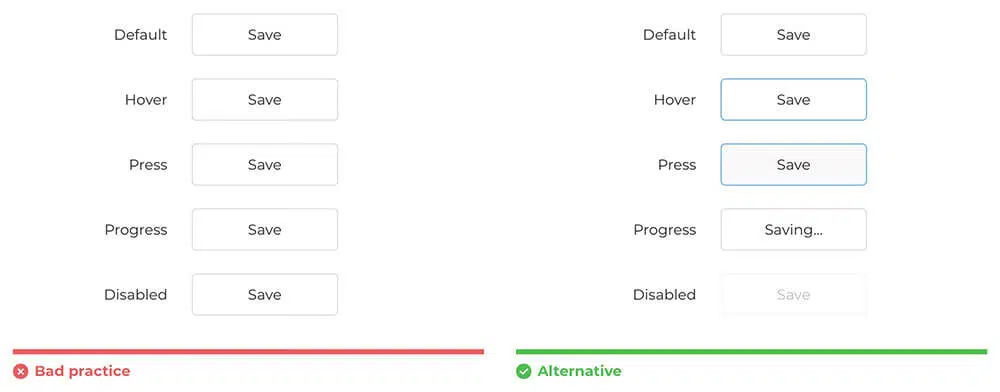 Default Save
Hover Save
Press Save
Progress Save
Disabled Save
Bad practice
Default Save
Hover Save
Press Save
Progress Saving...
Disabled Save
Alternative